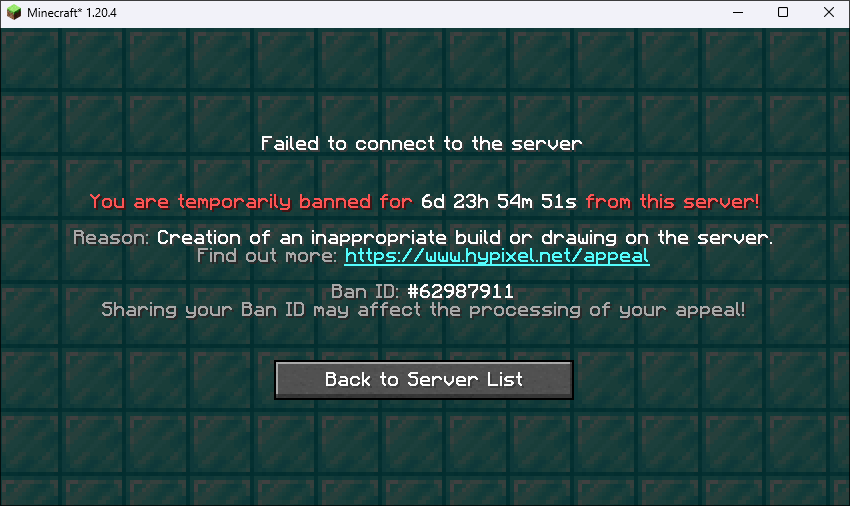 Minecraft* 1.20.4
Failed to connect to the server
You are temporarily banned for 6d 23h 54m 51s from this server!
Reason: Creation of an inappropriate build or drawing on the server.
Find out more: https://www.hypixel.net/appeal
Ban ID: #62987911
Sharing your Ban ID may affect the processing of your appeal!
Back to Server List